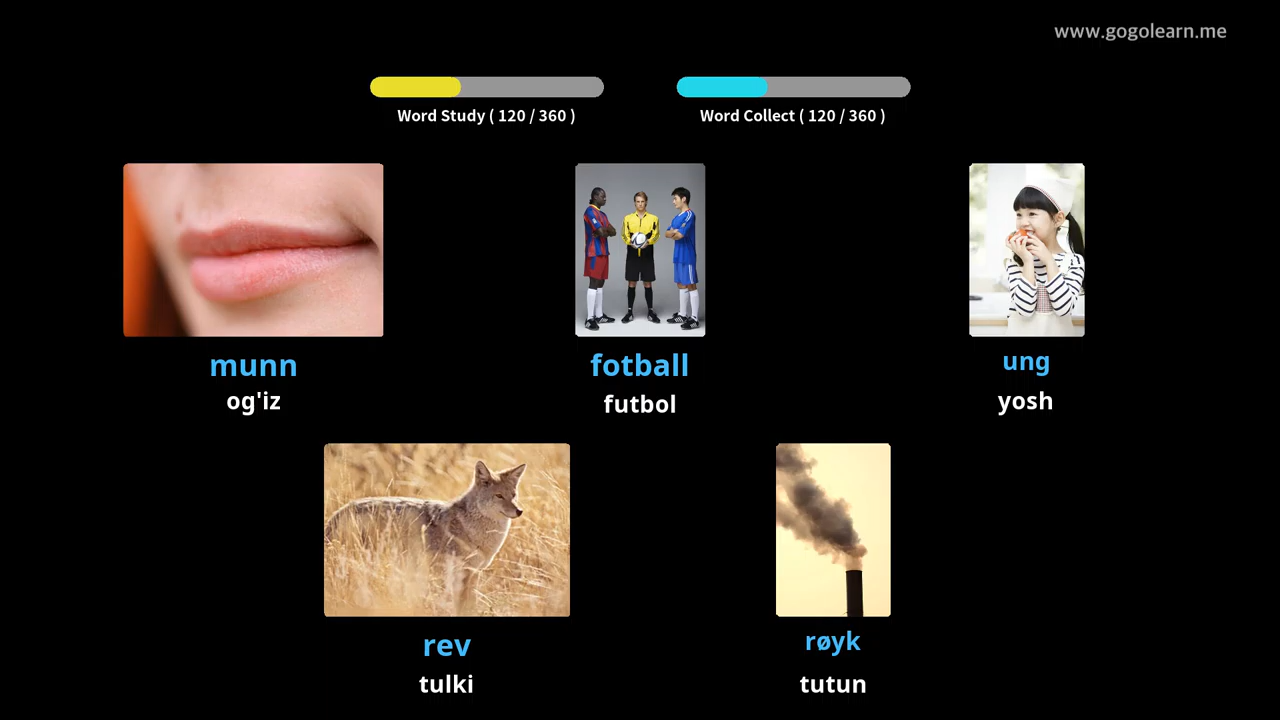 www.gogolearn.me
Word Study ( 120 / 360 )
Word Collect ( 120 / 360 )
munn
og'iz
fotball
futbol
ung
yosh
rev
tulki
røyk
tutun